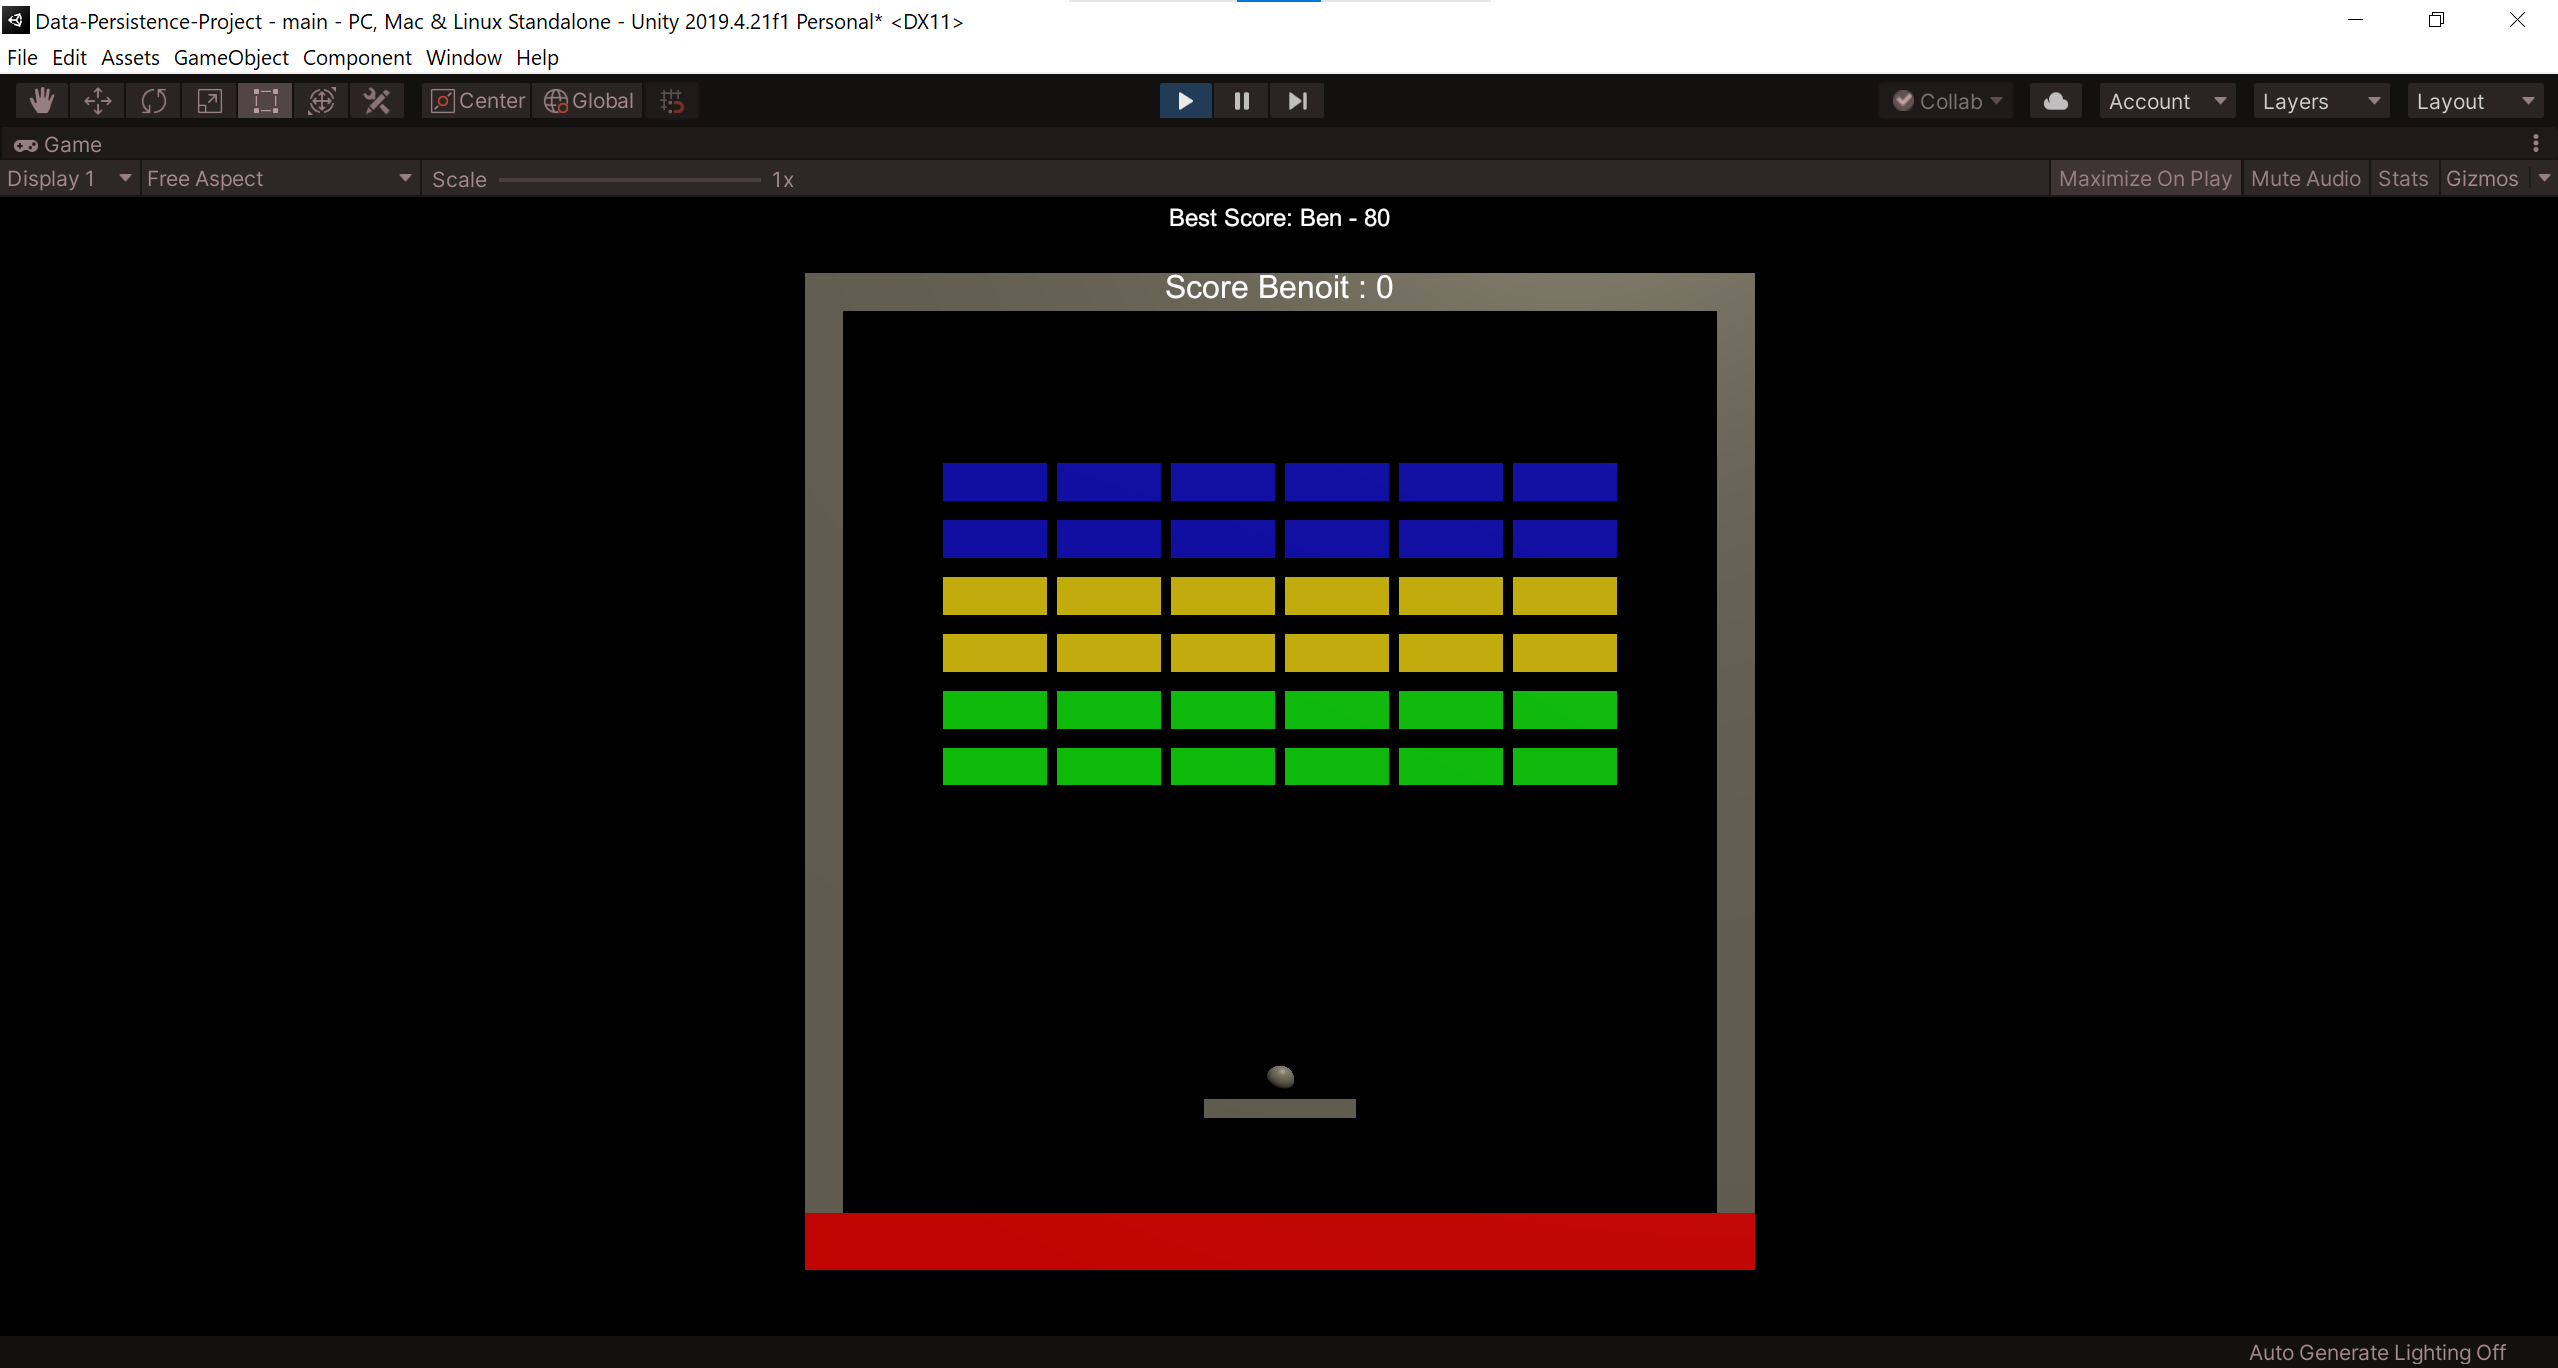 Data-Persistence-Project - main - PC, Mac & Linux Standalone - Unity 2019.4.21f1 Personal* <DX11>
File Edit Assets GameObject Component Window Help
Center Global Collab Account Layers Layout
Game
Display 1 Free Aspect Scale 1x Maximize On Play Mute Audio Stats Gizmos
Best Score: Ben - 80
Score Benoit : 0
Auto Generate Lighting Off